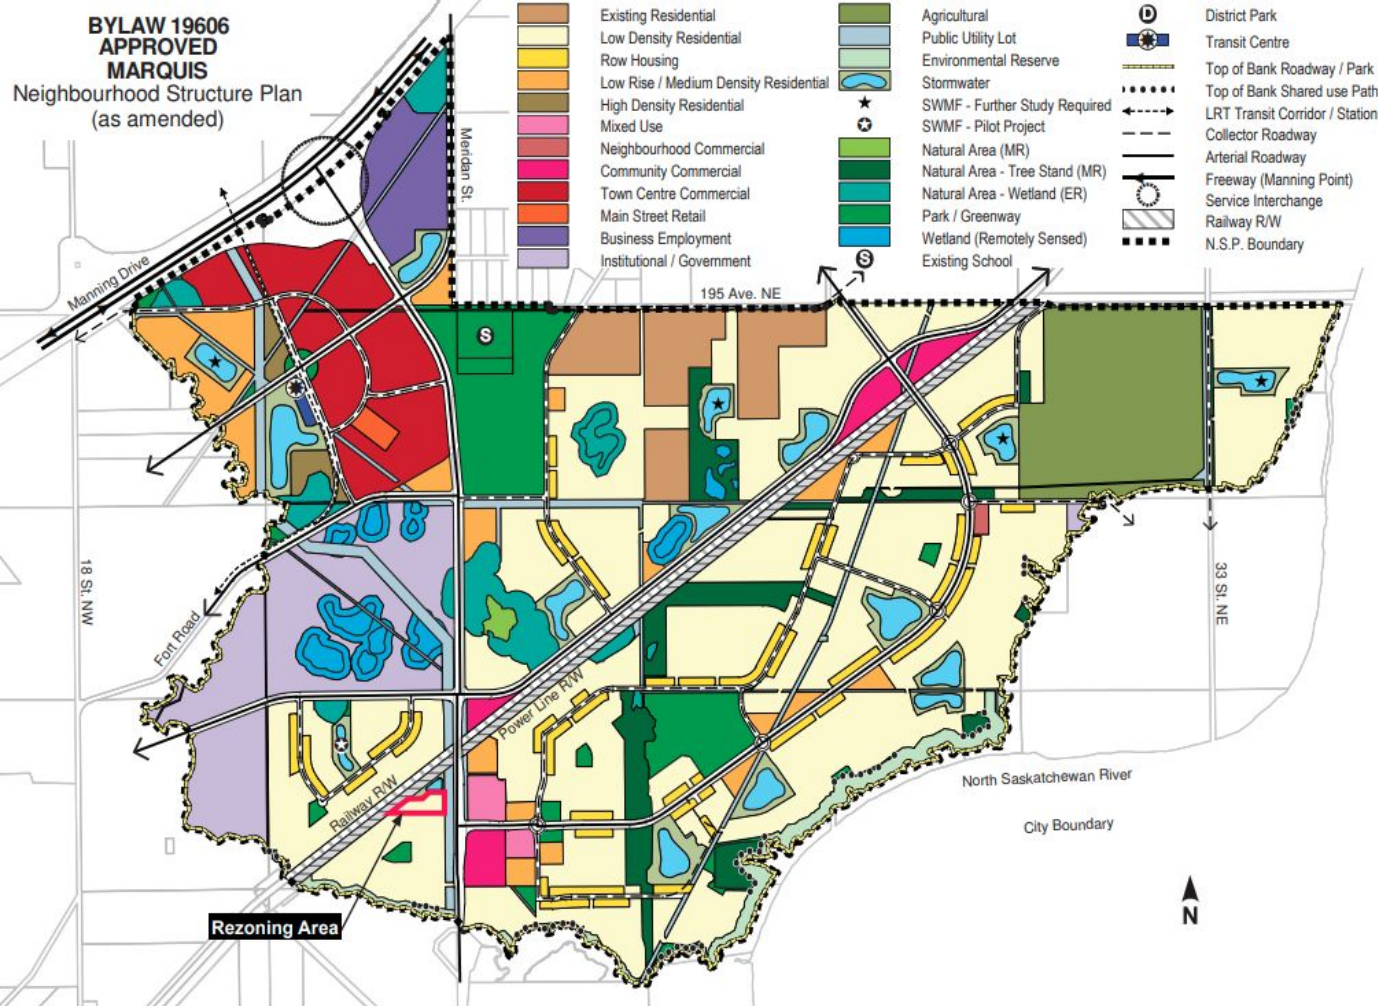 BYLAW 19606
APPROVED
MARQUIS
Neighbourhood Structure Plan
(as amended)
Existing Residential
Low Density Residential
Row Housing
Low Rise / Medium Density Residential
High Density Residential
Mixed Use
Neighbourhood Commercial
Community Commercial
Town Centre Commercial
Main Street Retail
Business Employment
Institutional / Government
Agricultural
Public Utility Lot
Environmental Reserve
Stormwater
SWMF - Further Study Required
SWMF - Pilot Project
Natural Area (MR)
Natural Area - Tree Stand (MR)
Natural Area - Wetland (ER)
Park / Greenway
Wetland (Remotely Sensed)
S Existing School
D District Park
Transit Centre
Top of Bank Roadway / Park
Top of Bank Shared use Path
LRT Transit Corridor / Station
Collector Roadway
Arterial Roadway
Freeway (Manning Point)
Service Interchange
Railway R/W
N.S.P. Boundary
Meridan St.
Manning Drive
195 Ave. NE
S
18 St. NW
Fort Road
33 St. NE
Power Line R/W
Railway R/W
North Saskatchewan River
City Boundary
Rezoning Area
N